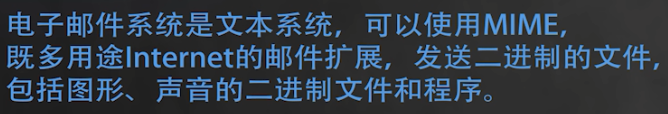 电子邮件系统是文本系统，可以使用MIME,
既多用途Internet的邮件扩展，发送二进制的文件,
包括图形、声音的二进制文件和程序。